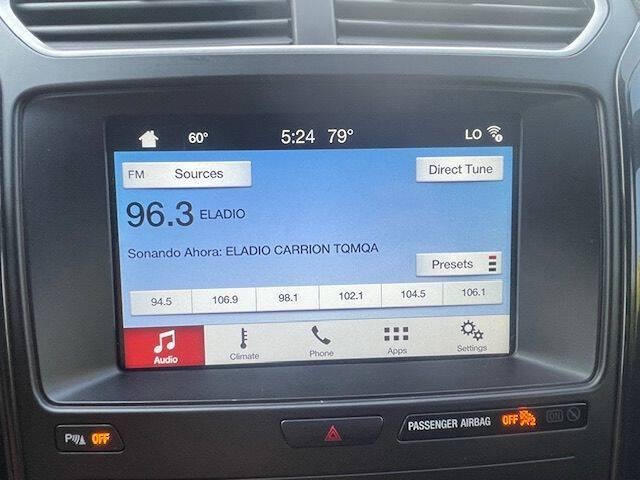 60° 5:24 79° LO
FM Sources Direct Tune
96.3 ELADIO
Sonando Ahora: ELADIO CARRION TQMQA
Presets
94.5 106.9 98.1 102.1 104.5 106.1
Audio Climate Phone Apps Settings
P OFF PASSENGER AIRBAG OFF 2 ON